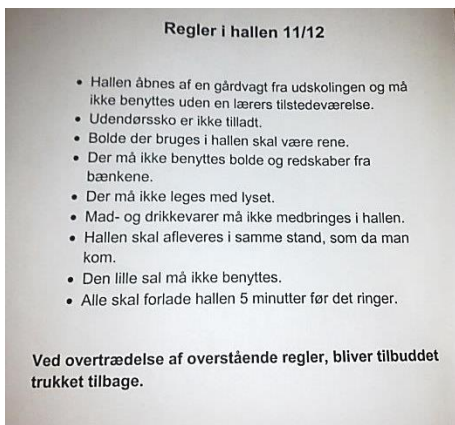 Regler i hallen 11/12
• Hallen åbnes af en gårdvagt fra udskolingen og må
ikke benyttes uden en lærers tilstedeværelse.
• Udendørssko er ikke tilladt.
• Bolde der bruges i hallen skal være rene.
• Der må ikke benyttes bolde og redskaber fra
bænkene.
• Der må ikke leges med lyset.
• Mad- og drikkevarer må ikke medbringes i hallen.
• Hallen skal afleveres i samme stand, som da man
kom.
• Den lille sal må ikke benyttes.
• Alle skal forlade hallen 5 minutter før det ringer.
Ved overtrædelse af overstående regler, bliver tilbuddet
trukket tilbage.